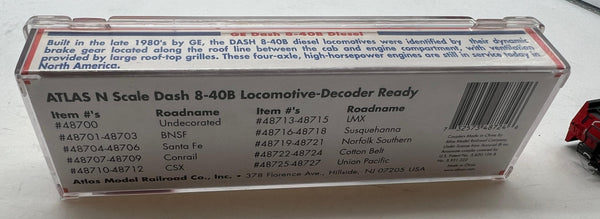 GE Dash 8-40B Diesel
Built in the late 1980's by GE, the DASH 8-40B diesel locomotives were identified by their dynamic
brake gear located along the roof line between the cab and engine compartment, with ventilation
provided by large roof-top grilles. These four-axle, high-horsepower engines are still in service today in
North America.
ATLAS N Scale Dash 8-40B Locomotive-Decoder Ready
Item #'s Roadname Item #'s Roadname
#48700 Undecorated #48713-48715 LMX
#48701-48703 BNSF #48716-48718 Susquehanna
#48704-48706 Santa Fe #48719-48721 Norfolk Southern
#48707-48709 Conrail #48722-48724 Cotton Belt
#48710-48712 CSX #48725-48727 Union Pacific
Atlas Model Railroad Co., Inc. • 378 Florence Ave., Hillside, NJ 07205 USA